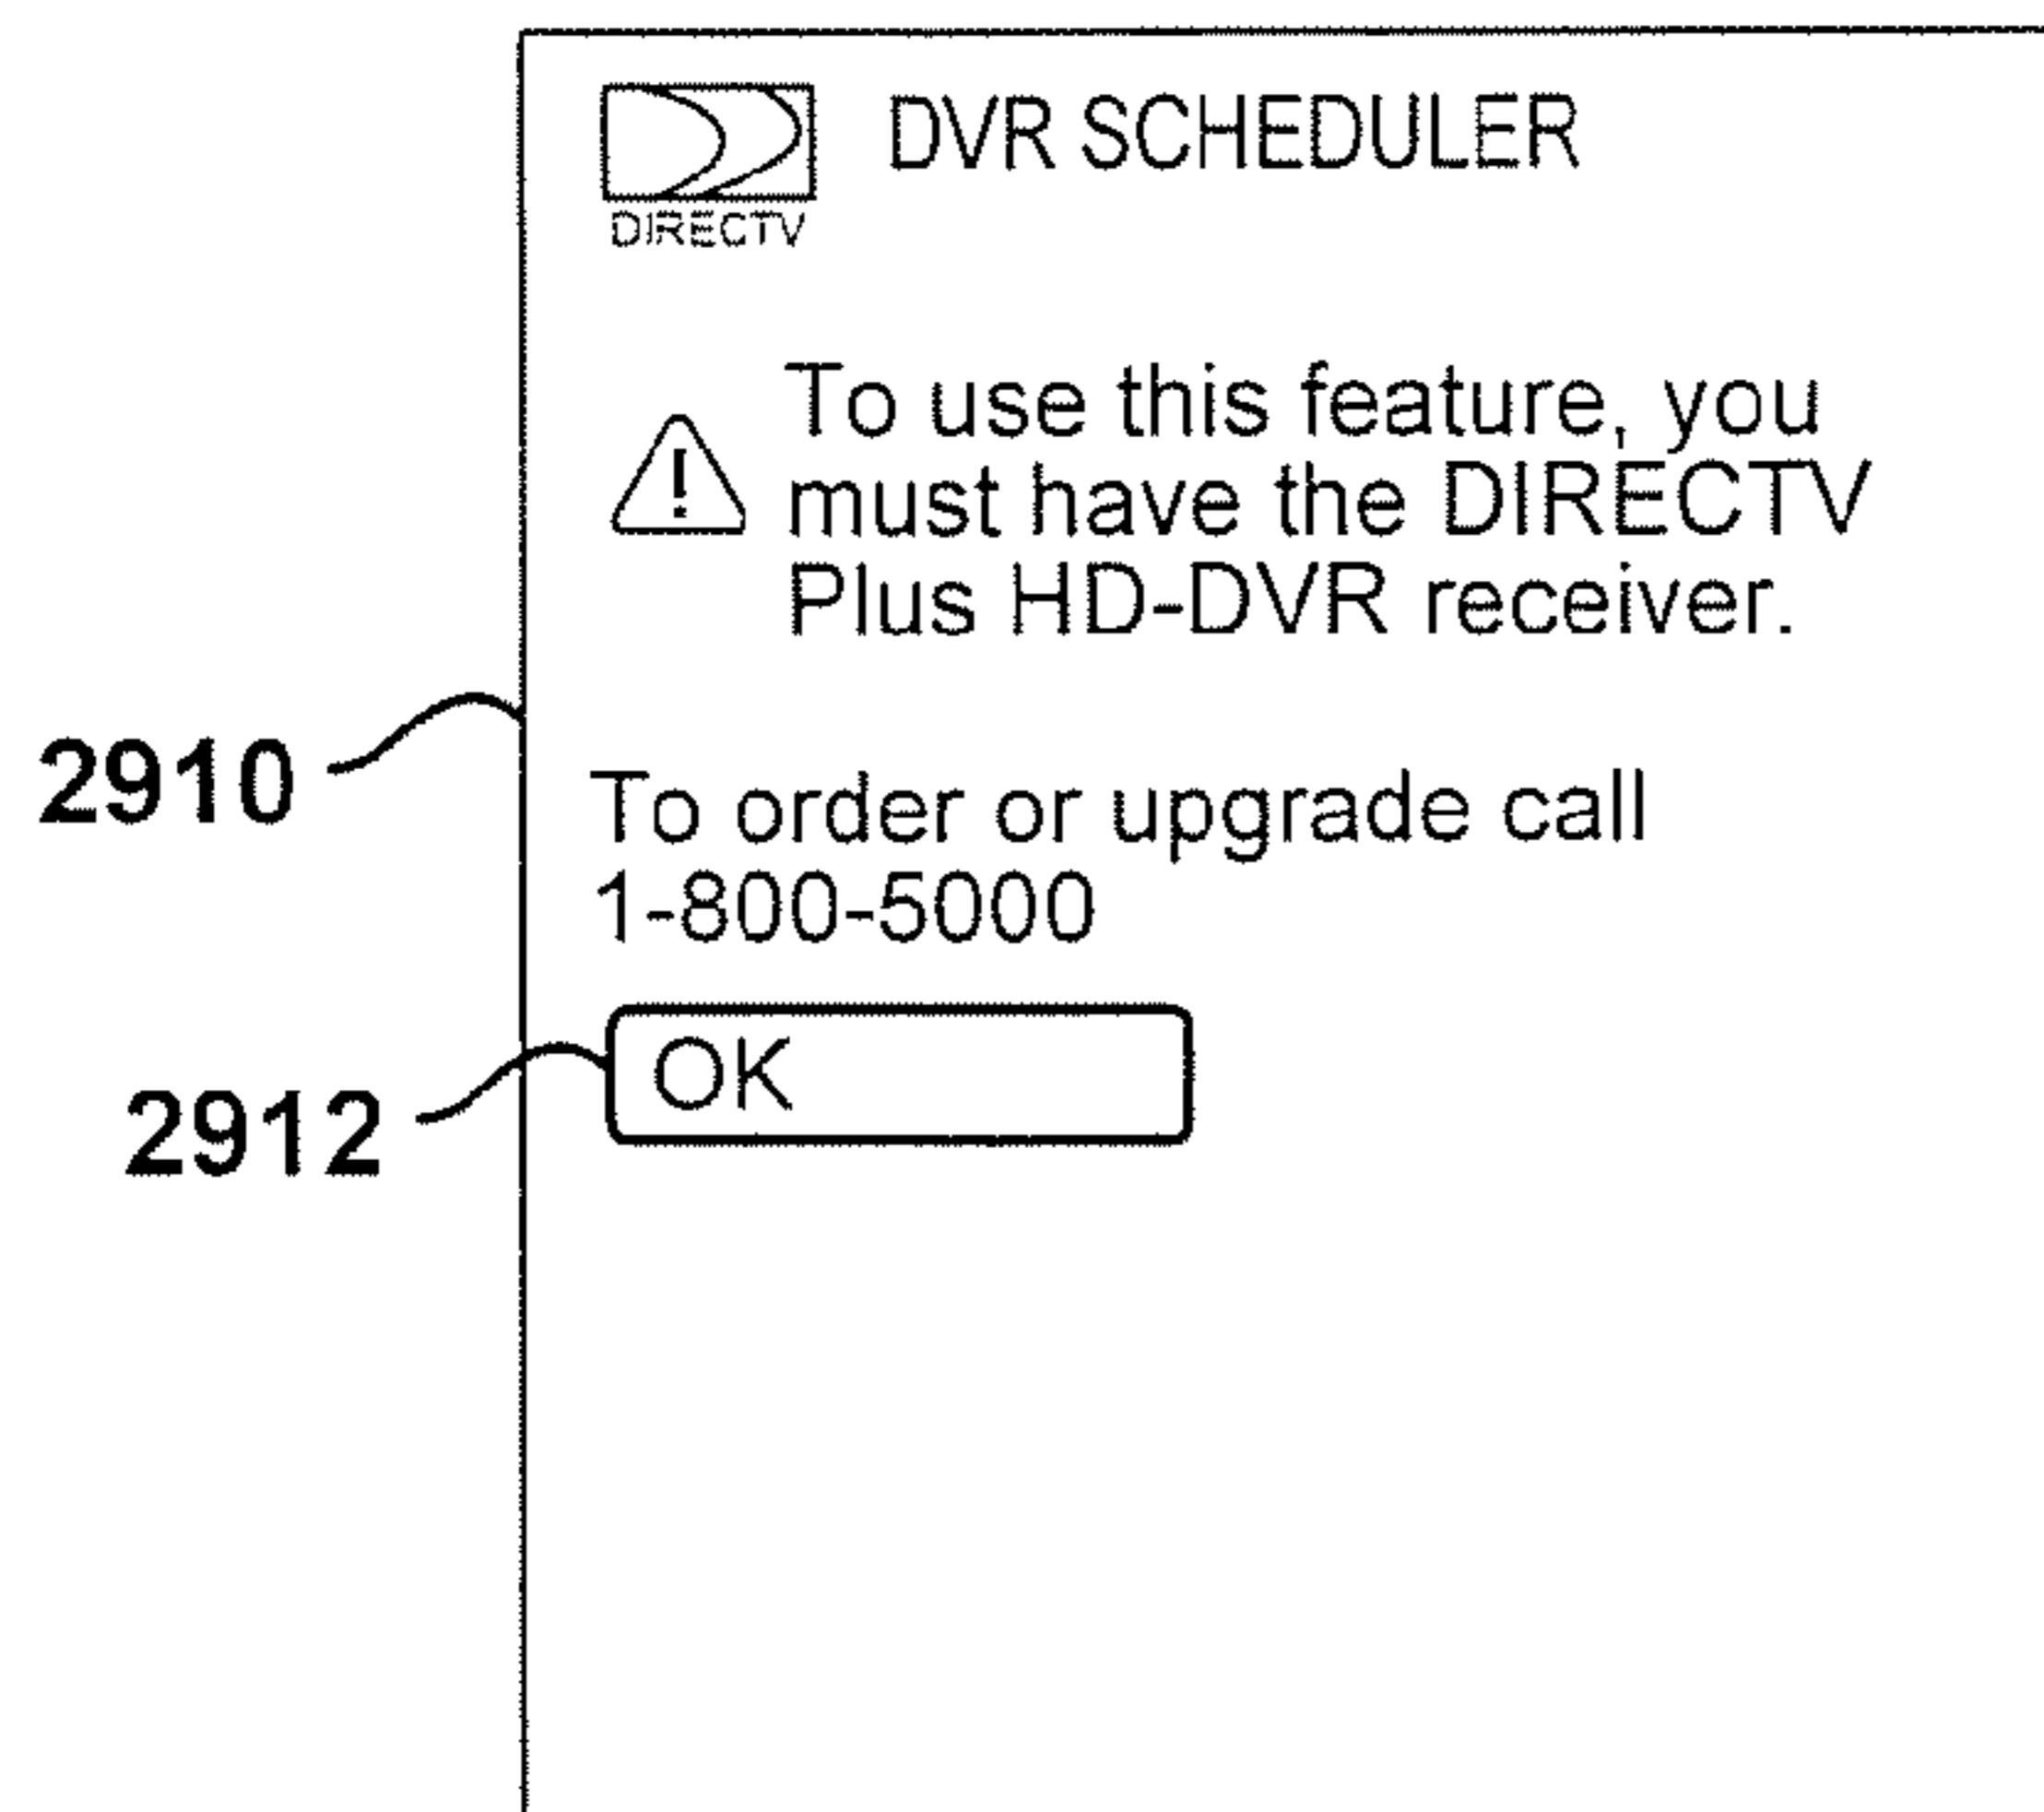 DVR SCHEDULER
DIRECTV
!
To use this feature, you
must have the DIRECTV
Plus HD-DVR receiver.
2910
To order or upgrade call
1-800-5000
OK
2912